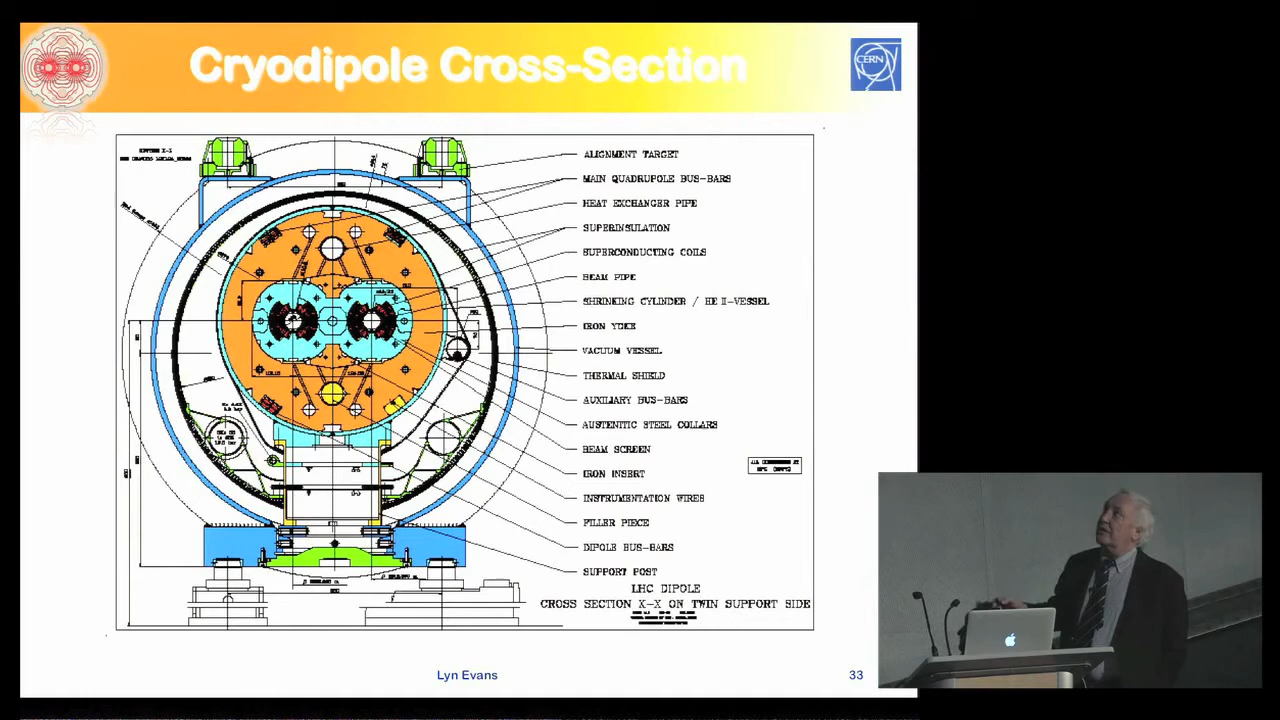 Cryodipole Cross-Section
CERN
ALIGNMENT TARGET
MAIN QUADRUPOLE BUS-BARS
HEAT EXCHANGER PIPE
SUPERINSULATION
SUPERCONDUCTING COILS
BEAM PIPE
SHRINKING CYLINDER / HE II-VESSEL
IRON YOKE
VACUUM VESSEL
THERMAL SHIELD
AUXILIARY BUS-BARS
AUSTENITIC STEEL COLLARS
BEAM SCREEN
IRON INSERT
INSTRUMENTATION WIRES
FILLER PIECE
DIPOLE BUS-BARS
SUPPORT POST
LHC DIPOLE
CROSS SECTION X-X ON TWIN SUPPORT SIDE
Lyn Evans
33